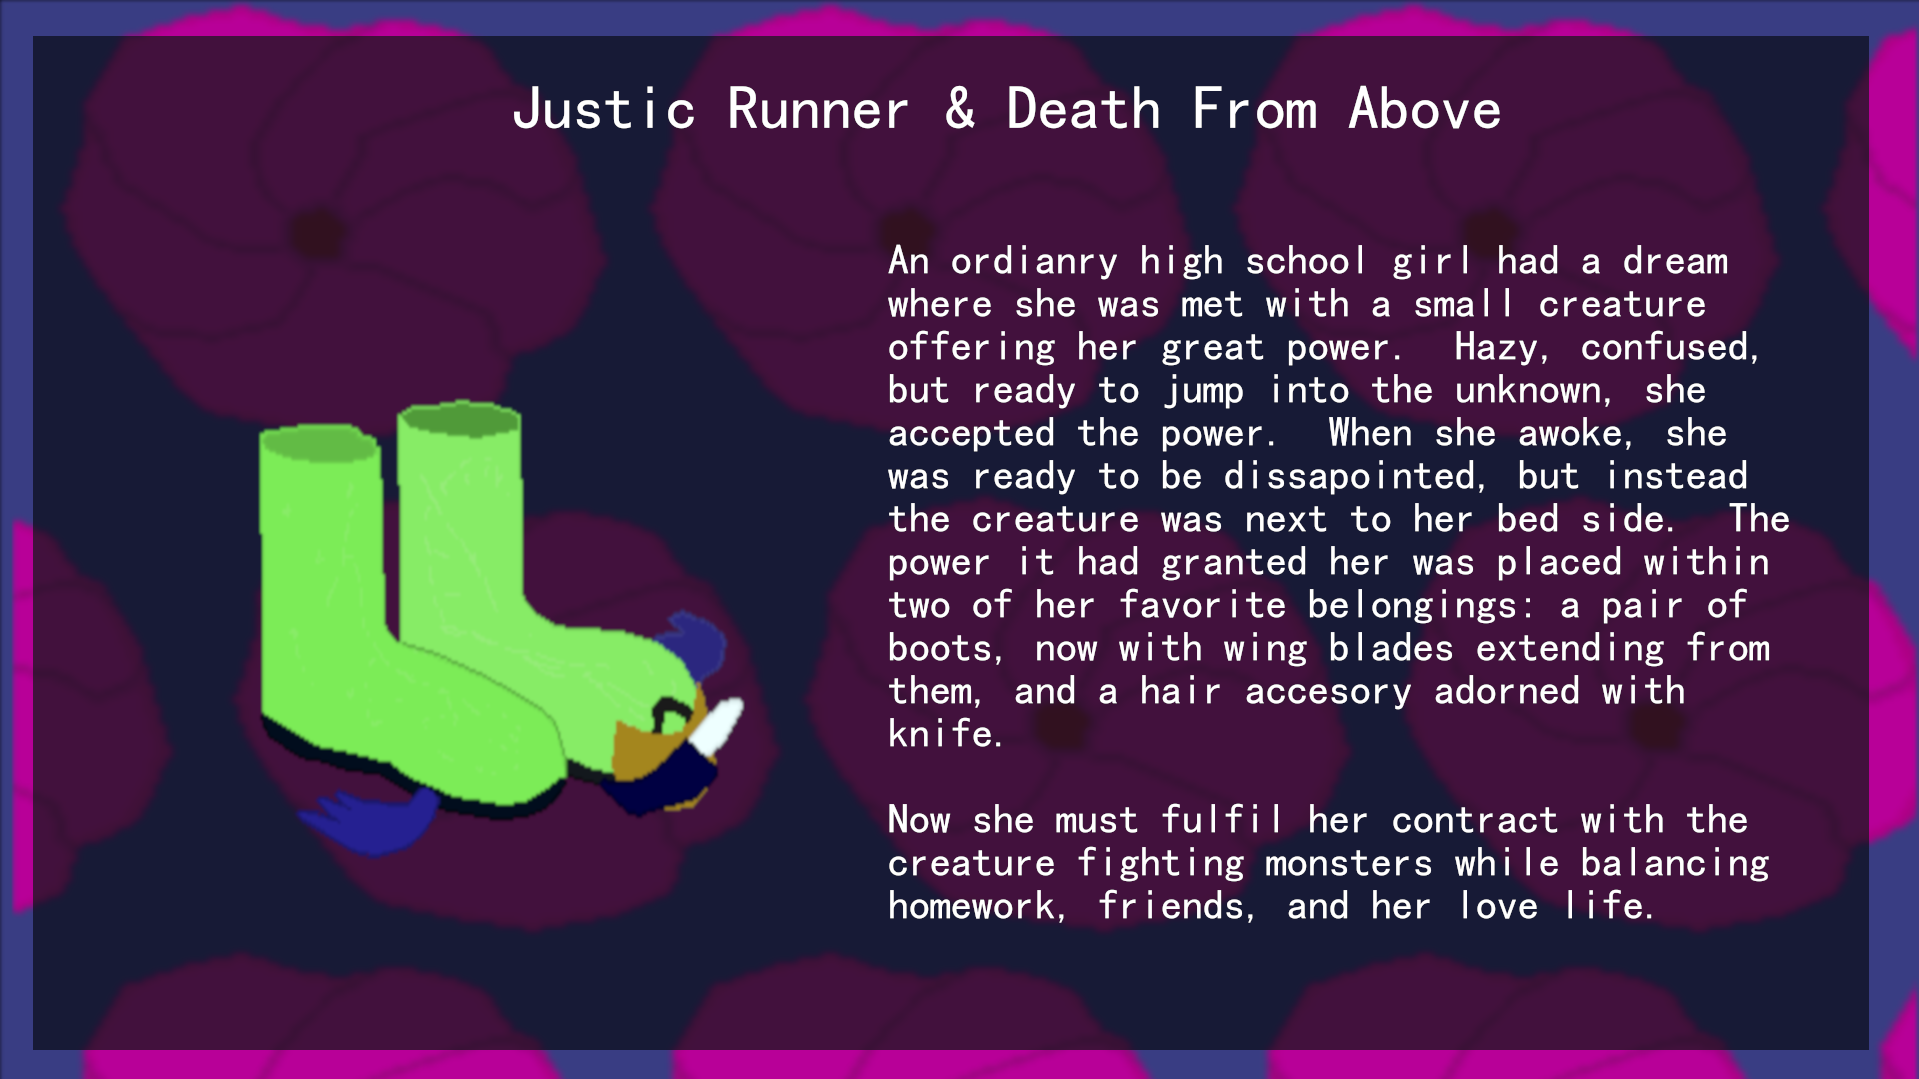 Justic Runner & Death From Above
An ordianry high school girl had a dream
where she was met with a small creature
offering her great power.  Hazy, confused,
but ready to jump into the unknown, she
accepted the power.  When she awoke, she
was ready to be dissapointed, but instead
the creature was next to her bed side.  The
power it had granted her was placed within
two of her favorite belongings: a pair of
boots, now with wing blades extending from
them, and a hair accesory adorned with
knife.
Now she must fulfil her contract with the
creature fighting monsters while balancing
homework, friends, and her love life.